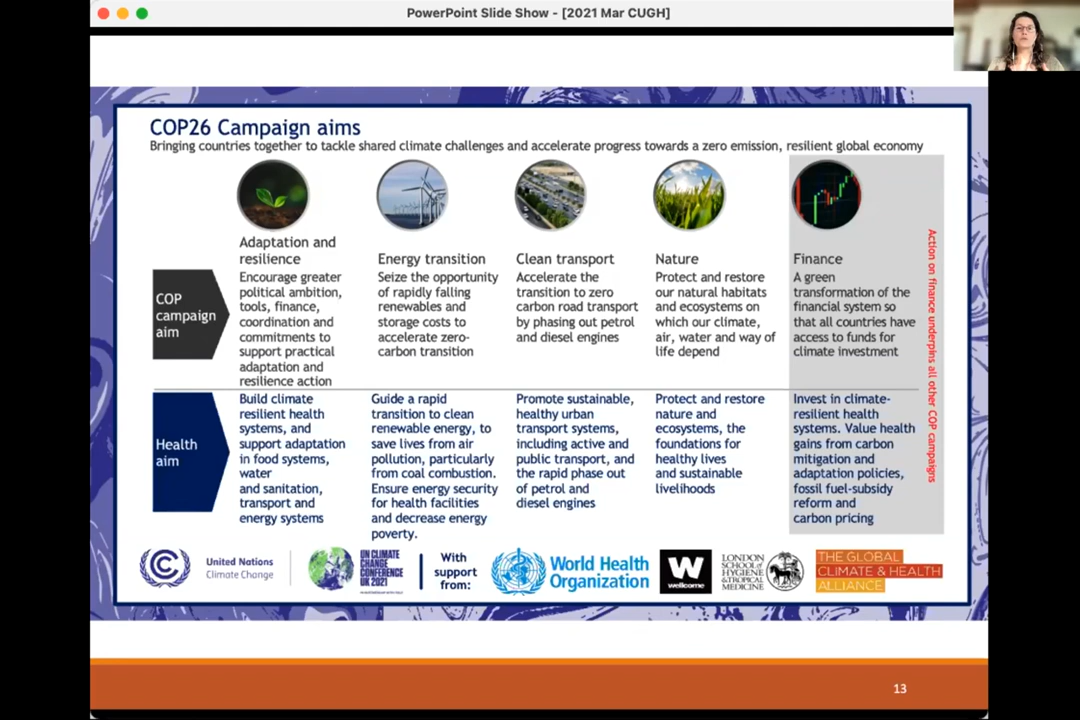 PowerPoint Slide Show - [2021 Mar CUGH]
COP26 Campaign aims
Bringing countries together to tackle shared climate challenges and accelerate progress towards a zero emission, resilient global economy
COP
campaign
aim
Adaptation and
resilience
Encourage greater
political ambition,
tools, finance,
coordination and
commitments to
support practical
adaptation and
resilience action
Energy transition
Seize the opportunity
of rapidly falling
renewables and
storage costs to
accelerate zero-
carbon transition
Clean transport
Accelerate the
transition to zero
carbon road transport
by phasing out petrol
and diesel engines
Nature
Protect and restore
our natural habitats
and ecosystems on
which our climate,
air, water and way of
life depend
Finance
A green
transformation of the
financial system so
that all countries have
access to funds for
climate investment
Action on finance underpins all other COP campaigns
Health
aim
Build climate
resilient health
systems, and
support adaptation
in food systems,
water
and sanitation,
transport and
energy systems
Guide a rapid
transition to clean
renewable energy, to
save lives from air
pollution, particularly
from coal combustion.
Ensure energy security
for health facilities
and decrease energy
poverty.
Promote sustainable,
healthy urban
transport systems,
including active and
public transport, and
the rapid phase out
of petrol and
diesel engines
Protect and restore
nature and
ecosystems, the
foundations for
healthy lives
and sustainable
livelihoods
Invest in climate-
resilient health
systems. Value health
gains from carbon
mitigation and
adaptation policies,
fossil fuel-subsidy
reform and
carbon pricing
United Nations
Climate Change
UN CLIMATE
CHANGE
CONFERENCE
UK 2021
With
support
from:
World Health
Organization
W
wellcome
LONDON
SCHOOL of
HYGIENE
& TROPICAL
MEDICINE
THE GLOBAL
CLIMATE & HEALTH
ALLIANCE
13